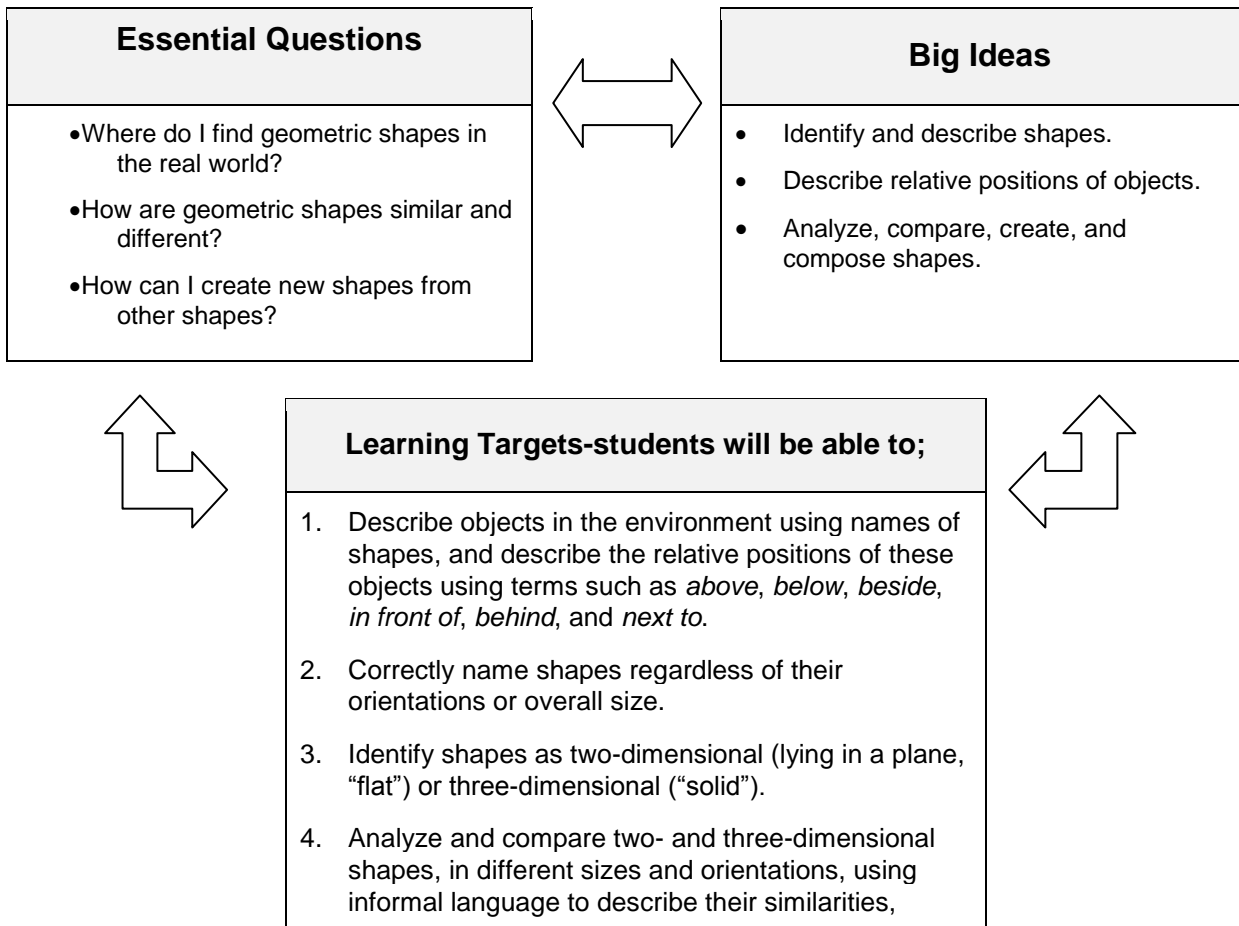 Essential Questions
•Where do I find geometric shapes in
the real world?
•How are geometric shapes similar and
different?
•How can I create new shapes from
other shapes?
Big Ideas
• Identify and describe shapes.
• Describe relative positions of objects.
• Analyze, compare, create, and
compose shapes.
Learning Targets-students will be able to;
1. Describe objects in the environment using names of
shapes, and describe the relative positions of these
objects using terms such as above, below, beside,
in front of, behind, and next to.
2. Correctly name shapes regardless of their
orientations or overall size.
3. Identify shapes as two-dimensional (lying in a plane,
“flat”) or three-dimensional (“solid”).
4. Analyze and compare two- and three-dimensional
shapes, in different sizes and orientations, using
informal language to describe their similarities,